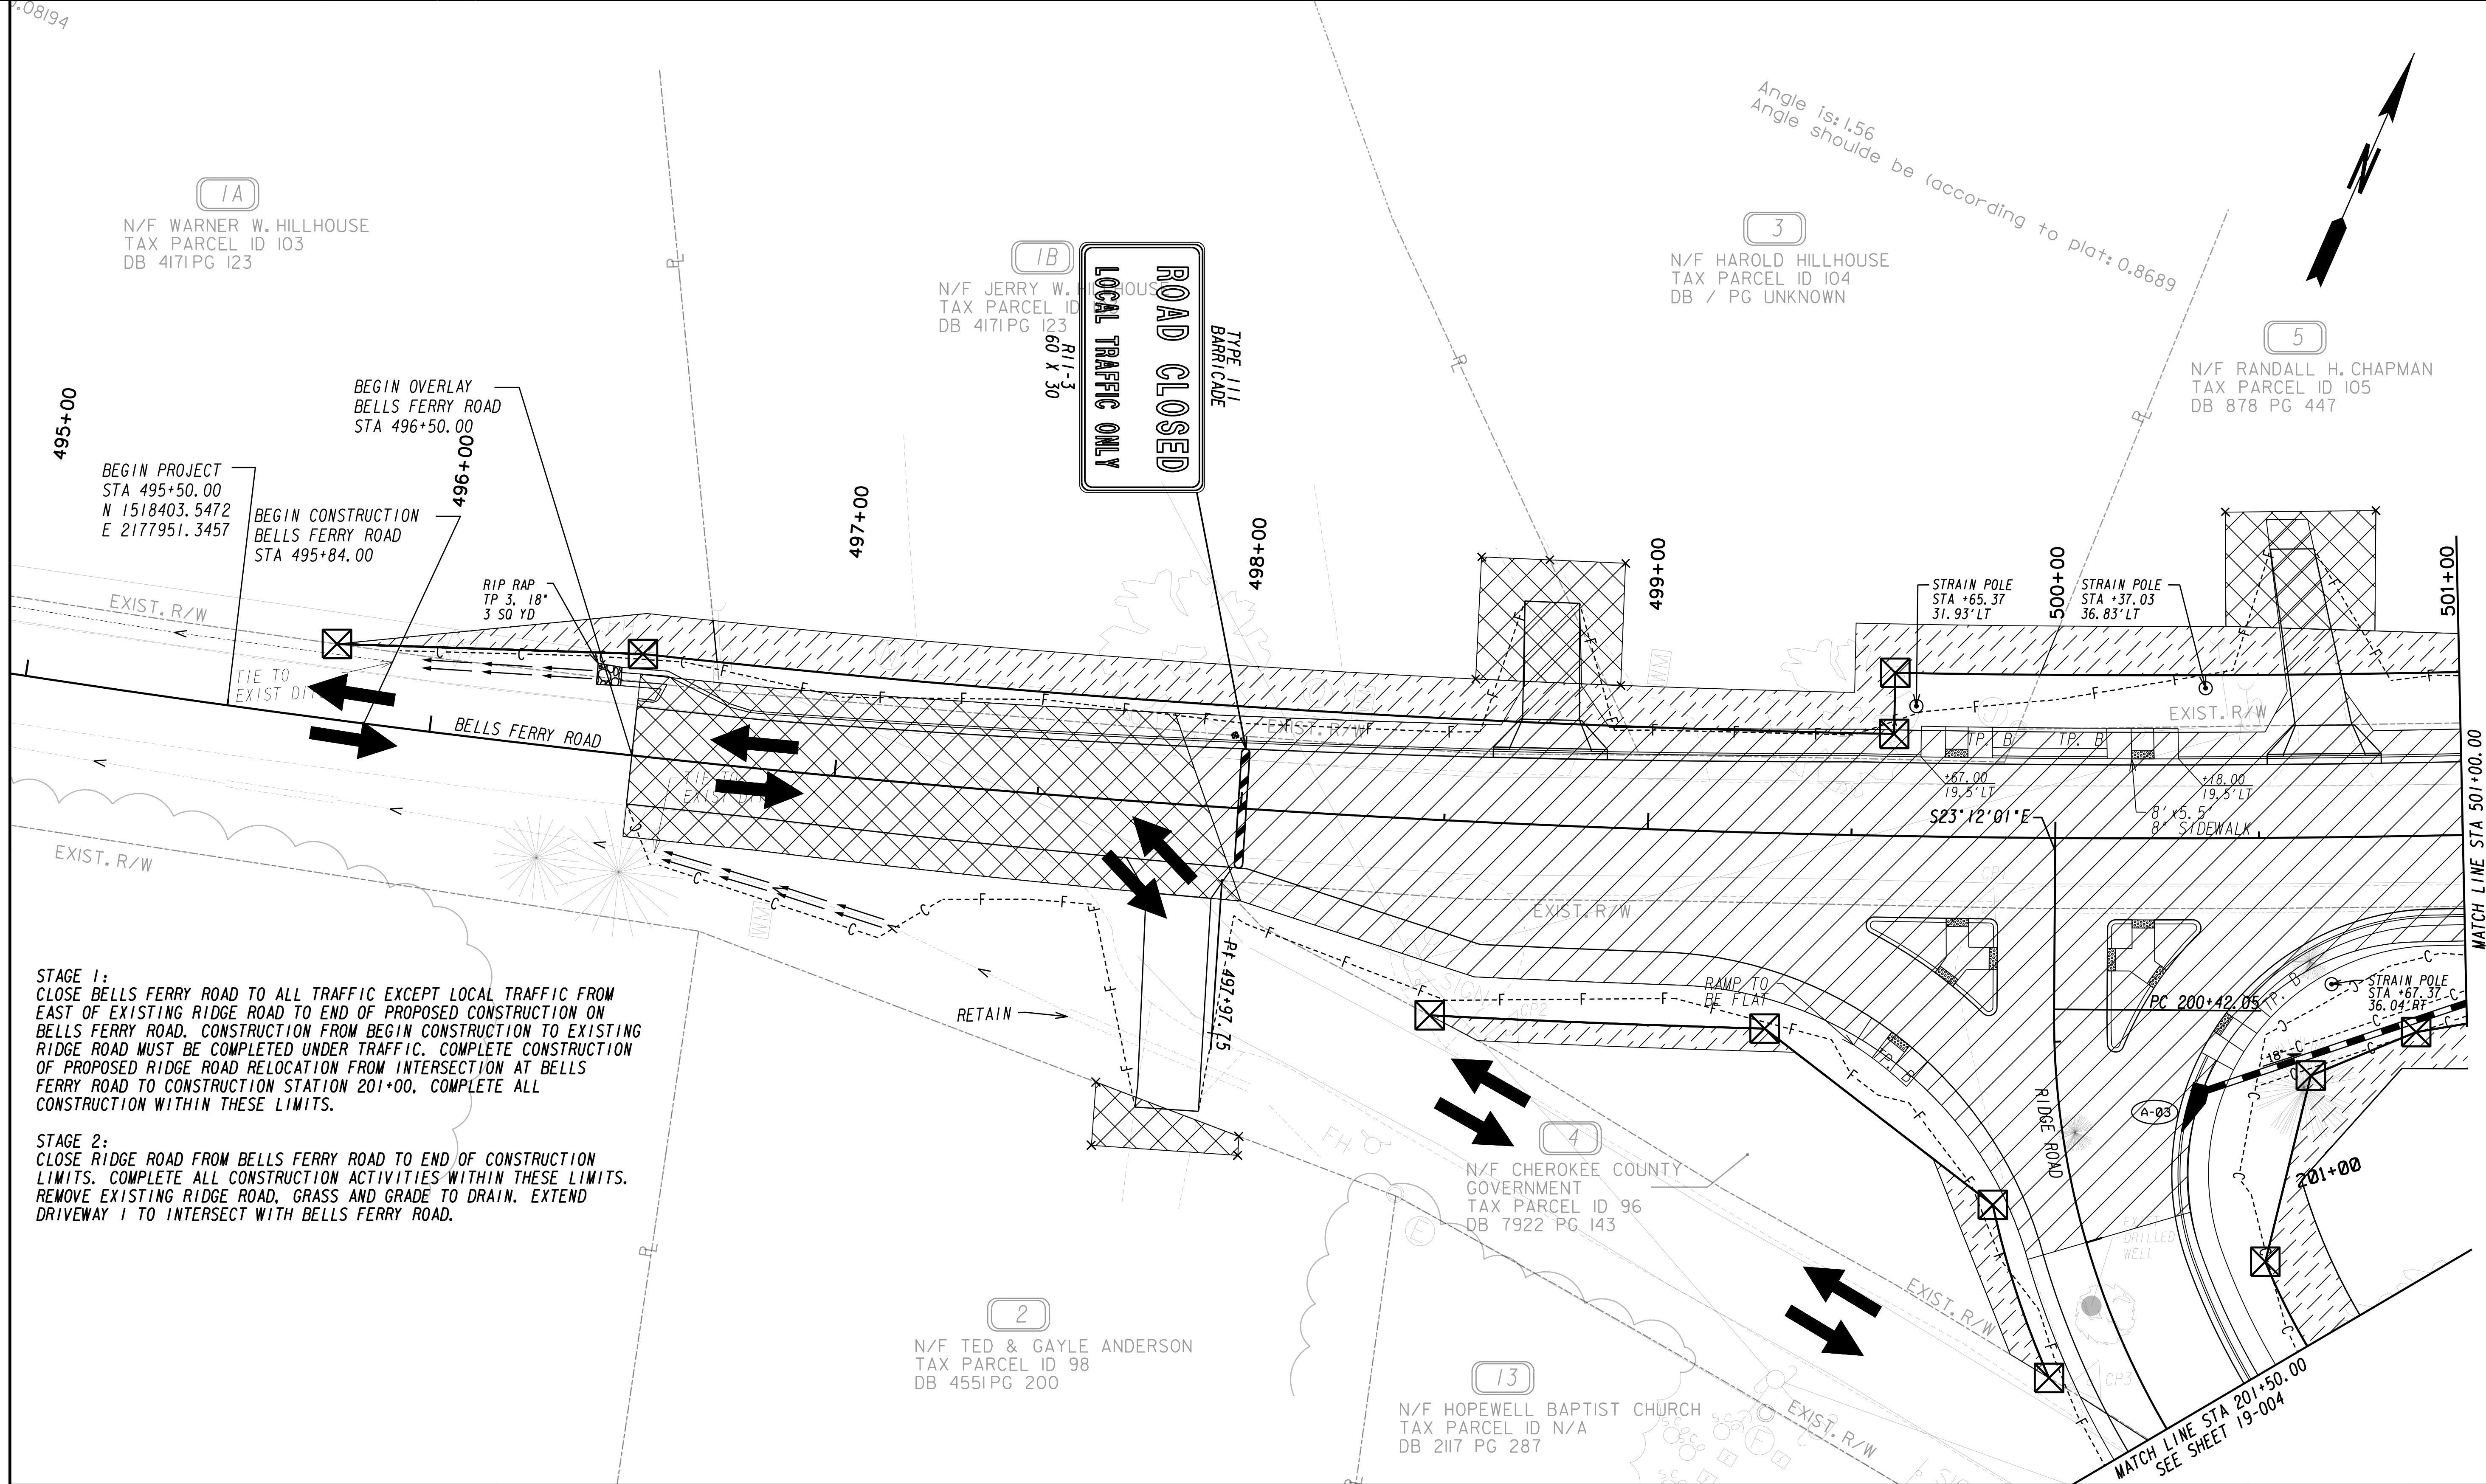 .08194
Angle is: 1.56
Angle shoulde be (according to plat: 0.8689
N
1A
N/F WARNER W. HILLHOUSE
TAX PARCEL ID 103
DB 4171 PG 123
1B
N/F JERRY W. HILLHOUSE
TAX PARCEL ID
DB 4171 PG 123
3
N/F HAROLD HILLHOUSE
TAX PARCEL ID 104
DB / PG UNKNOWN
5
N/F RANDALL H. CHAPMAN
TAX PARCEL ID 105
DB 878 PG 447
ROAD CLOSED
LOCAL TRAFFIC ONLY
R11-3
60 X 30
TYPE III
BARRICADE
495+00
496+00
497+00
498+00
499+00
500+00
501+00
BEGIN OVERLAY
BELLS FERRY ROAD
STA 496+50.00
BEGIN PROJECT
STA 495+50.00
N 1518403.5472
E 2177951.3457
BEGIN CONSTRUCTION
BELLS FERRY ROAD
STA 495+84.00
RIP RAP
TP 3, 18"
3 SQ YD
STRAIN POLE
STA +65.37
31.93'LT
STRAIN POLE
STA +37.03
36.83'LT
EXIST. R/W
TIE TO
EXIST DIT
BELLS FERRY ROAD
TIE TO
EXIST DIT
EXIST. R/W
EXIST. R/W
TP. B
TP. B
+67.00
19.5'LT
+18.00
19.5'LT
8' x5.5'
8" SIDEWALK
S23°12'01"E
MATCH LINE STA 501+00.00
EXIST. R/W
EXIST. R/W
CP2
RAMP TO
BE FLAT
TP. B
TP. B
PC 200+42.05
STRAIN POLE
STA +67.37
36.04'RT
18"
A-03
RIDGE ROAD
201+00
RETAIN
PT 497+97.75
STAGE 1:
CLOSE BELLS FERRY ROAD TO ALL TRAFFIC EXCEPT LOCAL TRAFFIC FROM
EAST OF EXISTING RIDGE ROAD TO END OF PROPOSED CONSTRUCTION ON
BELLS FERRY ROAD. CONSTRUCTION FROM BEGIN CONSTRUCTION TO EXISTING
RIDGE ROAD MUST BE COMPLETED UNDER TRAFFIC. COMPLETE CONSTRUCTION
OF PROPOSED RIDGE ROAD RELOCATION FROM INTERSECTION AT BELLS
FERRY ROAD TO CONSTRUCTION STATION 201+00, COMPLETE ALL
CONSTRUCTION WITHIN THESE LIMITS.
STAGE 2:
CLOSE RIDGE ROAD FROM BELLS FERRY ROAD TO END OF CONSTRUCTION
LIMITS. COMPLETE ALL CONSTRUCTION ACTIVITIES WITHIN THESE LIMITS.
REMOVE EXISTING RIDGE ROAD, GRASS AND GRADE TO DRAIN. EXTEND
DRIVEWAY 1 TO INTERSECT WITH BELLS FERRY ROAD.
FH
E
4
N/F CHEROKEE COUNTY
GOVERNMENT
TAX PARCEL ID 96
DB 7922 PG 143
DRILLED
WELL
EXIST. R/W
CP3
2
N/F TED & GAYLE ANDERSON
TAX PARCEL ID 98
DB 4551 PG 200
13
N/F HOPEWELL BAPTIST CHURCH
TAX PARCEL ID N/A
DB 2117 PG 287
EXIST. R/W
MATCH LINE STA 201+50.00
SEE SHEET 19-004